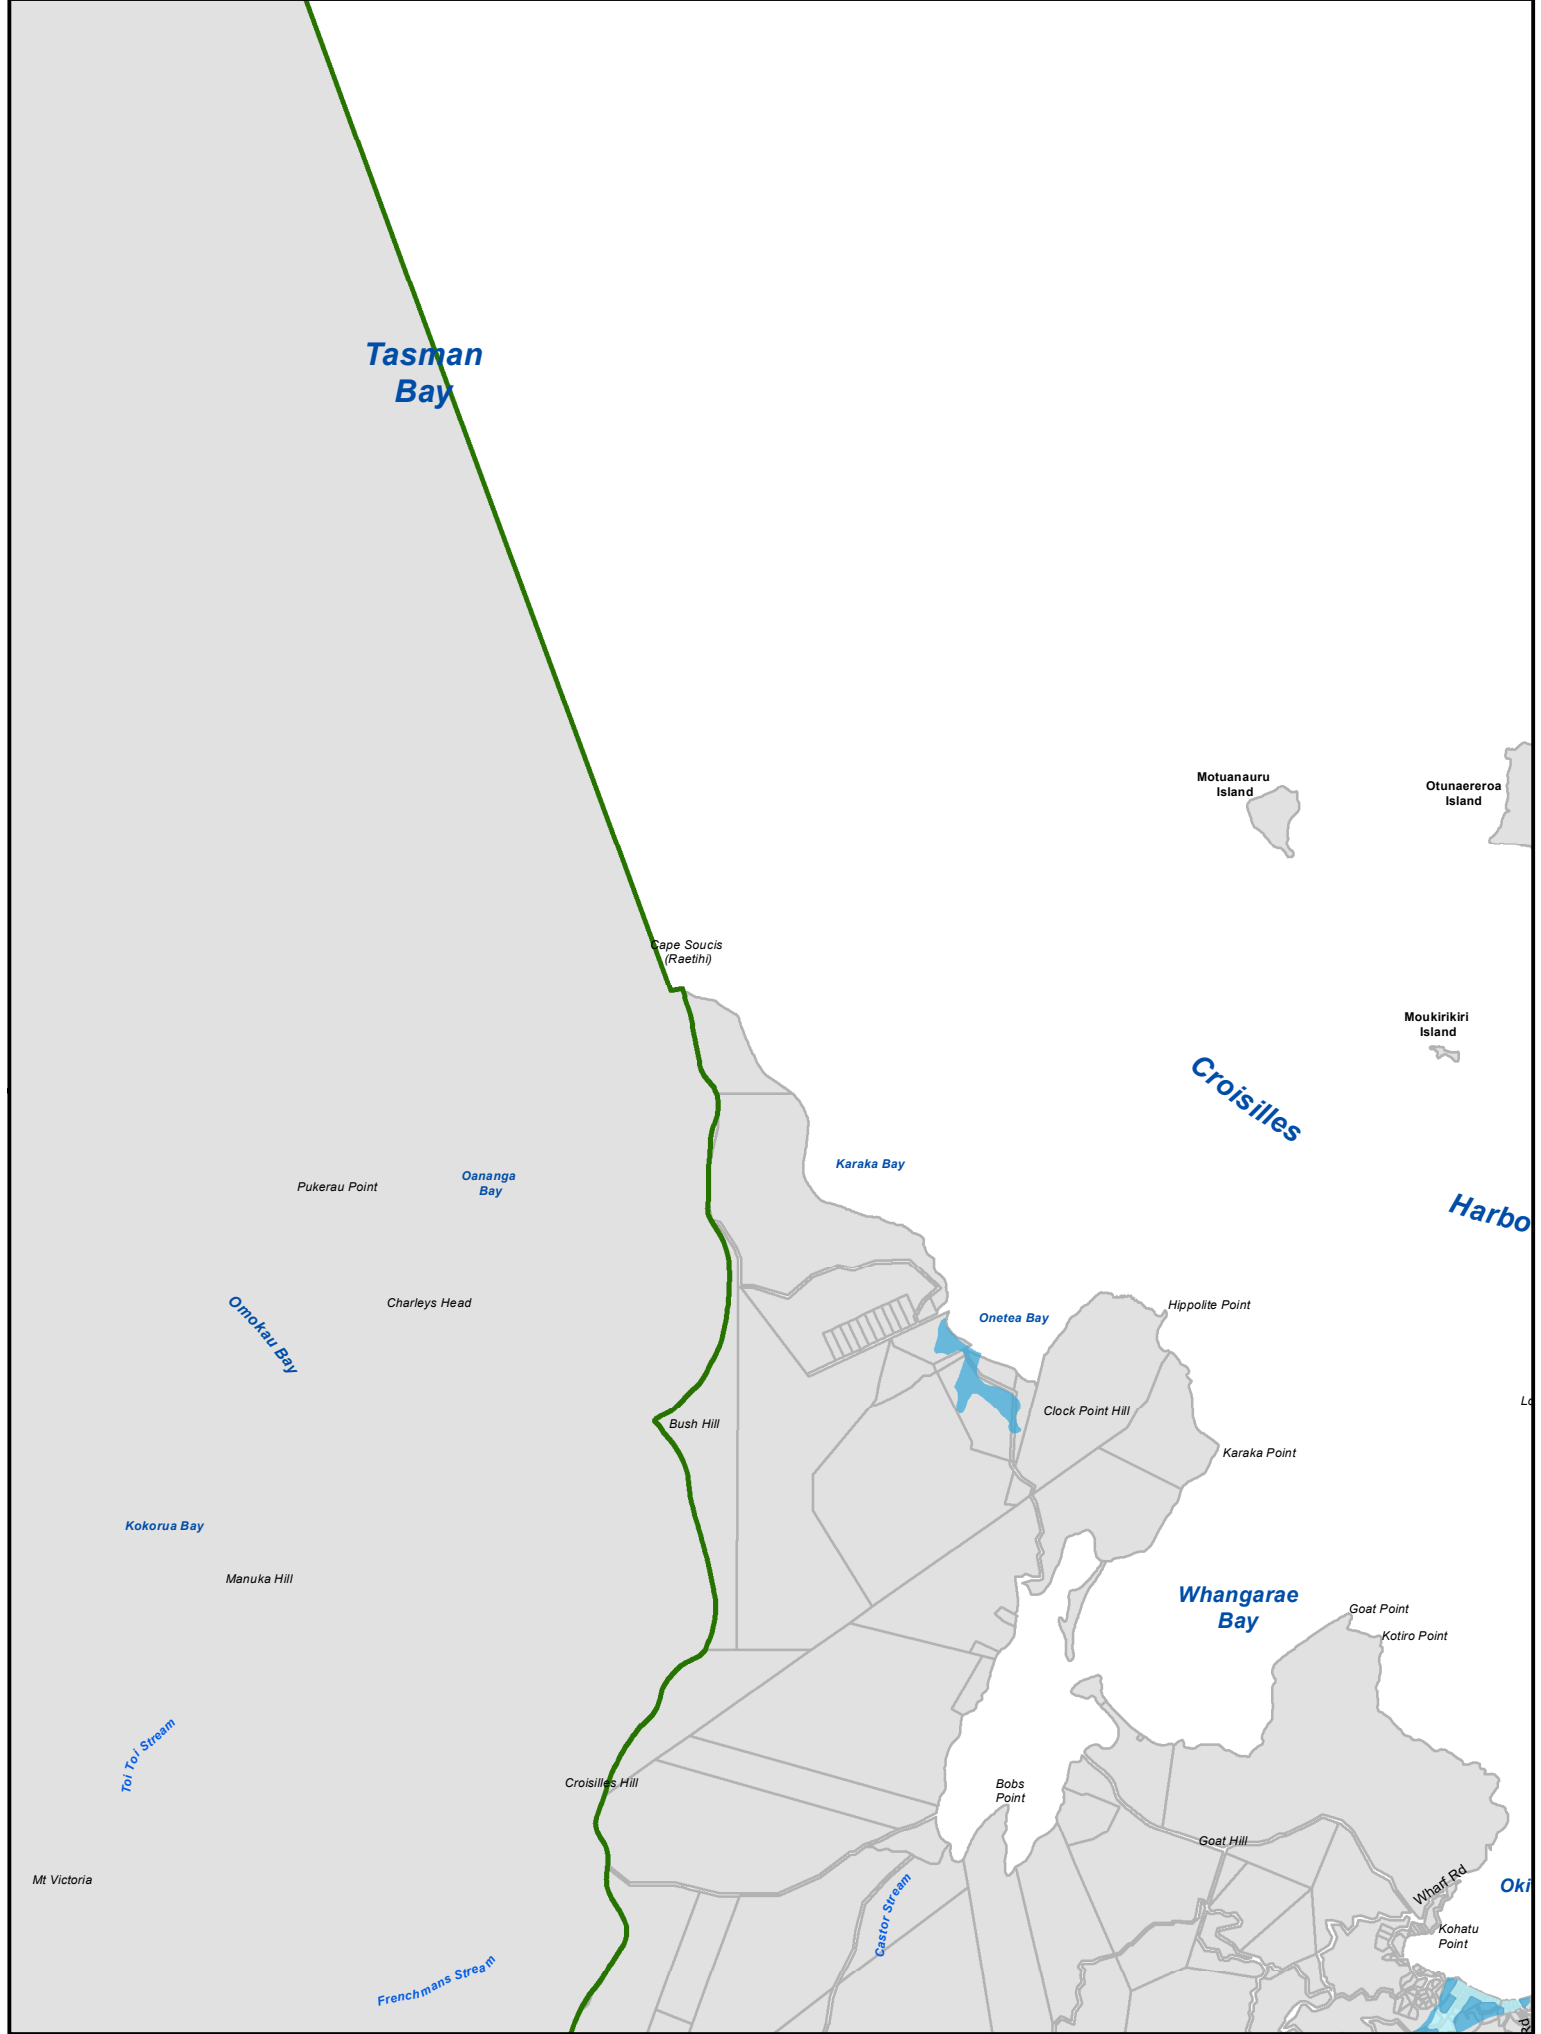 Tasman
Bay
Motuanauru
Island
Otunaereroa
Island
Cape Soucis
(Raetihi)
Moukirikiri
Island
Croisilles
Karaka Bay
Oananga
Bay
Pukerau Point
Harbo
Omokau Bay
Charleys Head
Hippolite Point
Onetea Bay
Lo
Clock Point Hill
Bush Hill
Karaka Point
Kokorua Bay
Manuka Hill
Whangarae
Bay
Goat Point
Kotiro Point
Toi Toi Stream
Croisilles Hill
Bobs
Point
Goat Hill
Mt Victoria
Wharf Rd
Oki
Castor Stream
Kohatu
Point
Frenchmans Stream
Rd